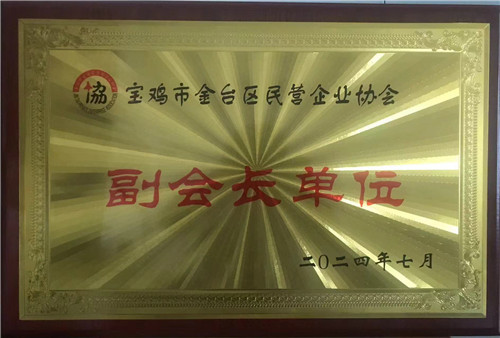 協 宝鸡市金台区民营企业协会
副会长单位
二〇二四年七月